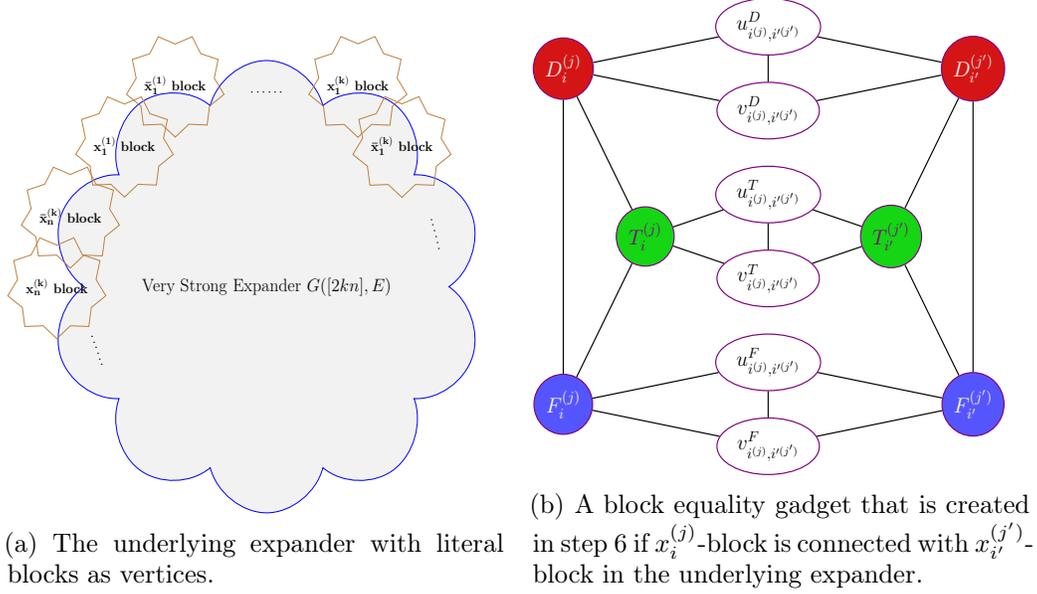 x̄₁⁽¹⁾ block
......
x₁⁽ᵏ⁾ block
x₁⁽¹⁾ block
x̄₁⁽ᵏ⁾ block
x̄ₙ⁽ᵏ⁾ block
......
xₙ⁽ᵏ⁾ block
Very Strong Expander G([2kn], E)
......
(a) The underlying expander with literal
blocks as vertices.
u^D_{i^{(j)},i'^{(j')}}
D_i^{(j)}
D_{i'}^{(j')}
v^D_{i^{(j)},i'^{(j')}}
u^T_{i^{(j)},i'^{(j')}}
T_i^{(j)}
T_{i'}^{(j')}
v^T_{i^{(j)},i'^{(j')}}
u^F_{i^{(j)},i'^{(j')}}
F_i^{(j)}
F_{i'}^{(j')}
v^F_{i^{(j)},i'^{(j')}}
(b) A block equality gadget that is created
in step 6 if x_i^{(j)}-block is connected with x_{i'}^{(j')}-
block in the underlying expander.